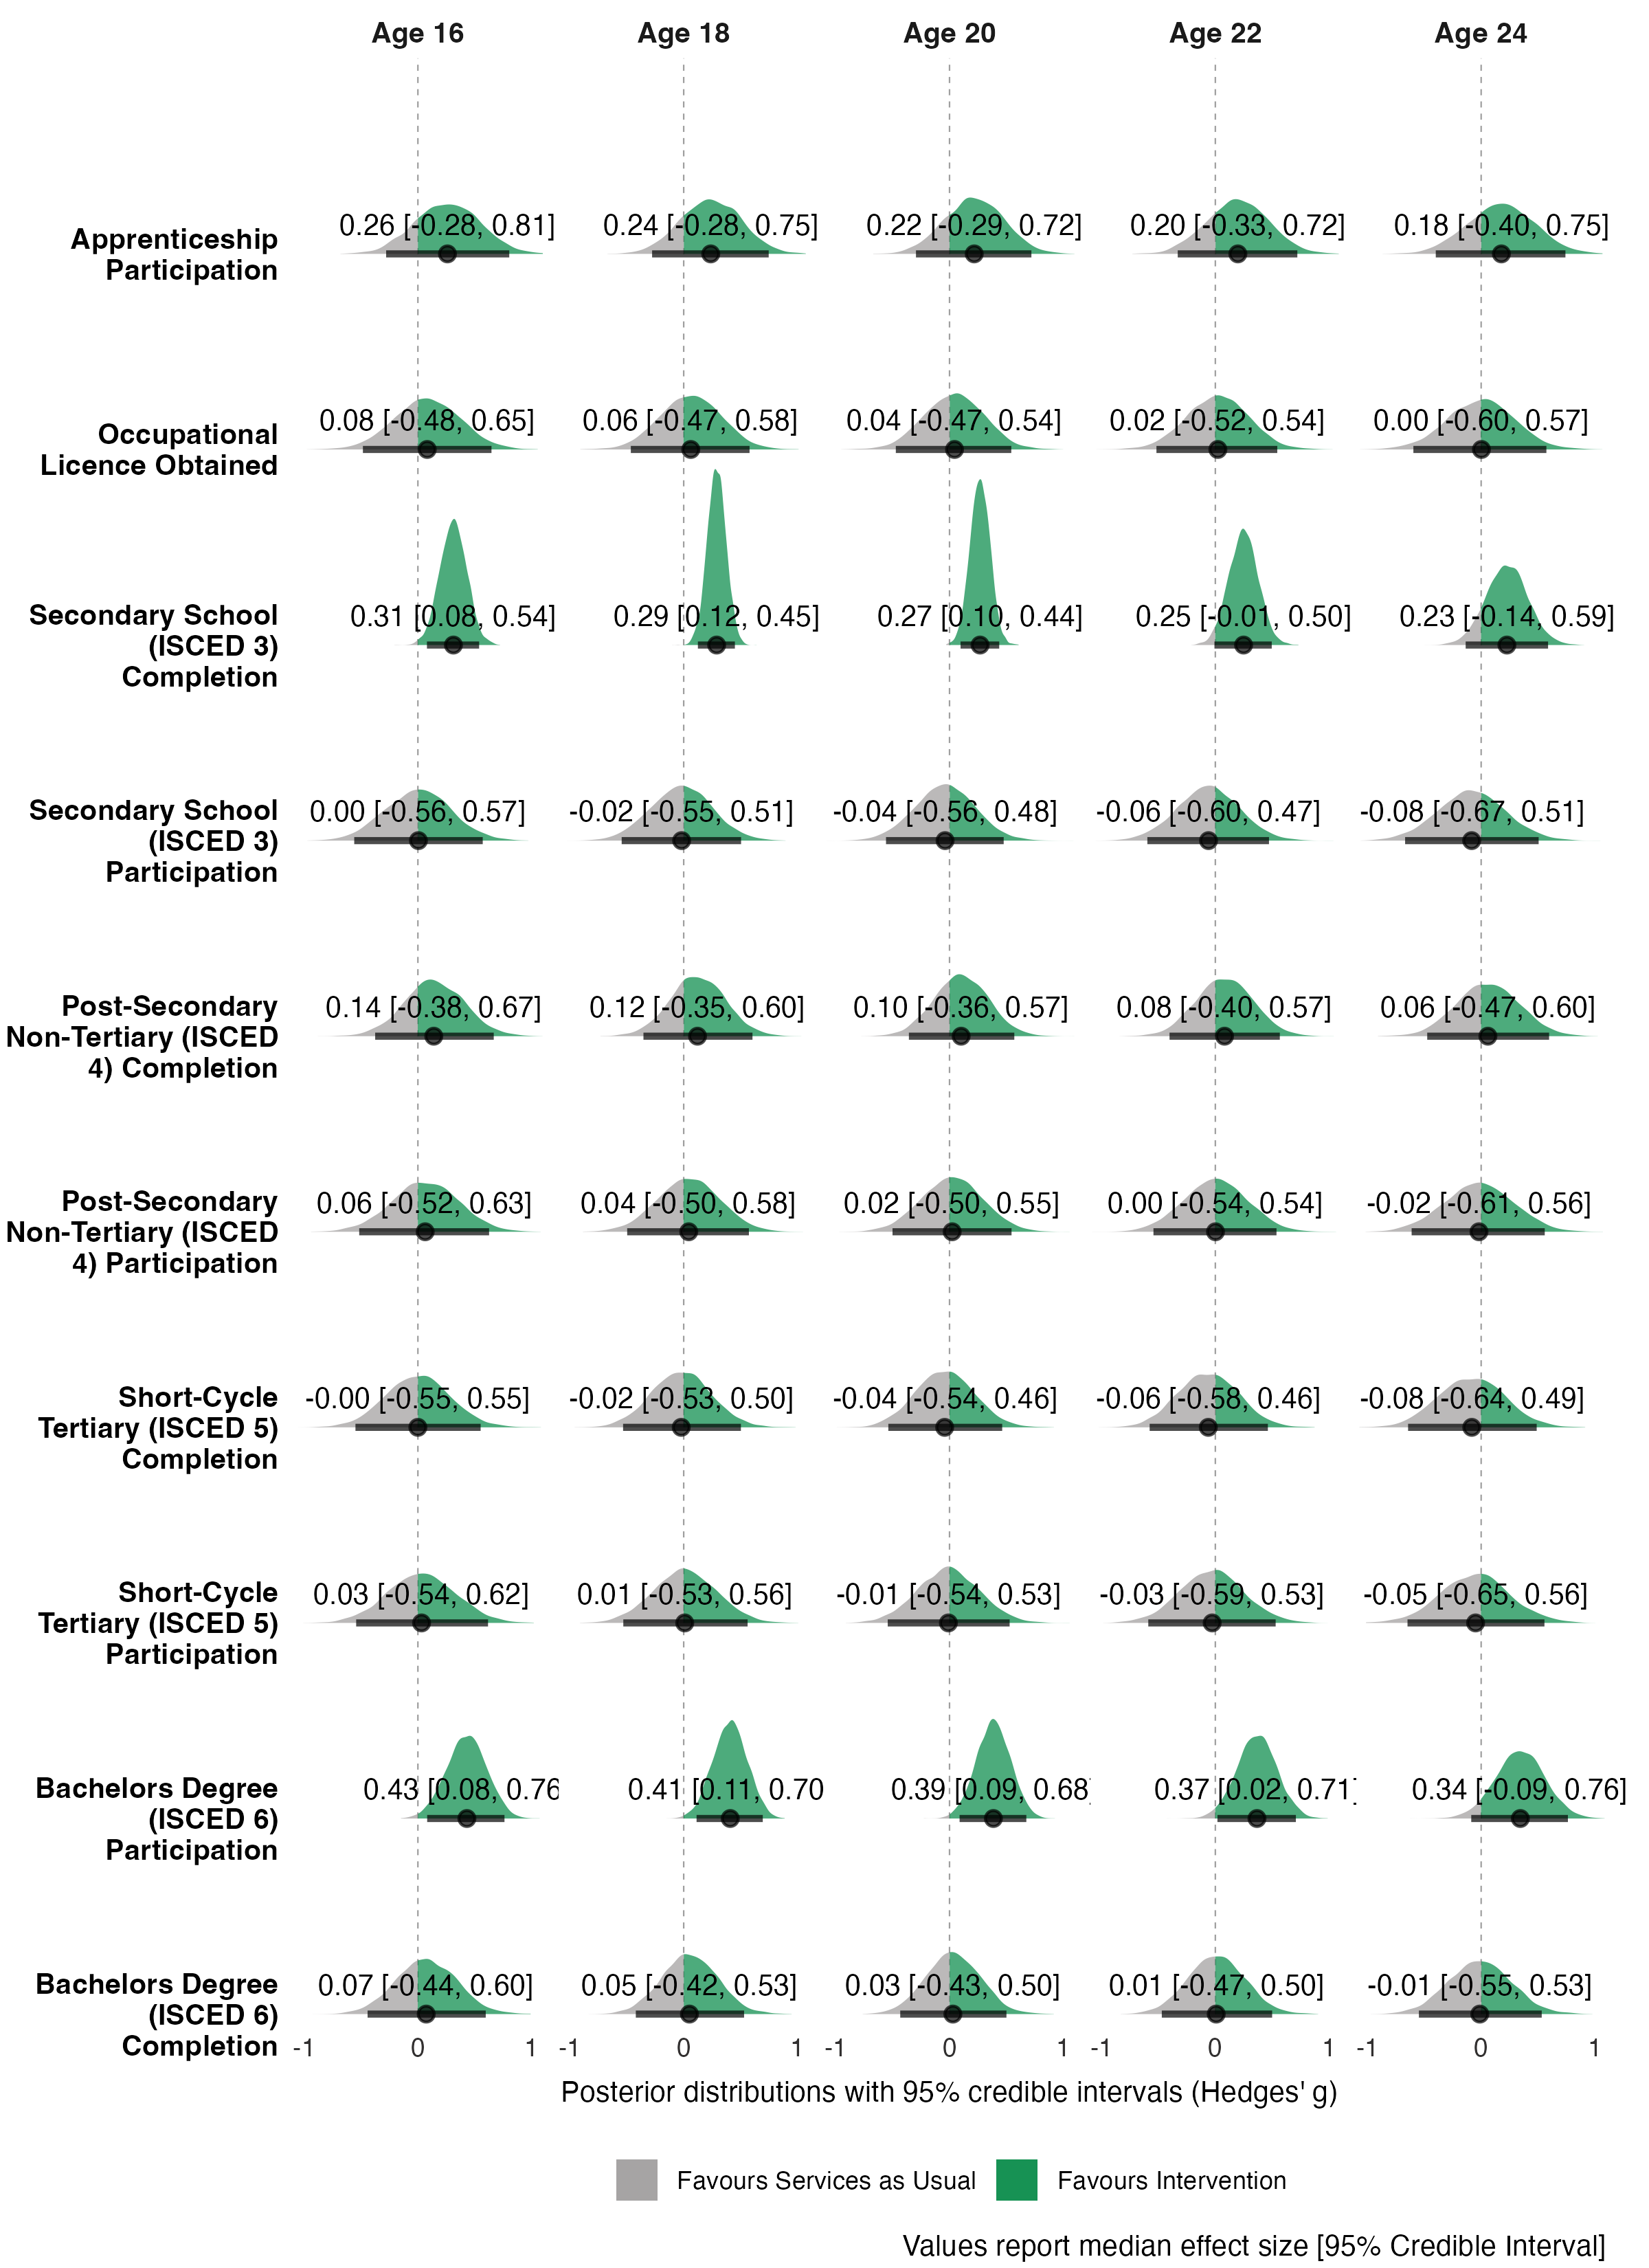 Age 16 Age 18 Age 20 Age 22 Age 24
Apprenticeship
Participation
0.26 [-0.28, 0.81] 0.24 [-0.28, 0.75] 0.22 [-0.29, 0.72] 0.20 [-0.33, 0.72] 0.18 [-0.40, 0.75]
Occupational
Licence Obtained
0.08 [-0.48, 0.65] 0.06 [-0.47, 0.58] 0.04 [-0.47, 0.54] 0.02 [-0.52, 0.54] 0.00 [-0.60, 0.57]
Secondary School
(ISCED 3)
Completion
0.31 [0.08, 0.54] 0.29 [0.12, 0.45] 0.27 [0.10, 0.44] 0.25 [-0.01, 0.50] 0.23 [-0.14, 0.59]
Secondary School
(ISCED 3)
Participation
0.00 [-0.56, 0.57] -0.02 [-0.55, 0.51] -0.04 [-0.56, 0.48] -0.06 [-0.60, 0.47] -0.08 [-0.67, 0.51]
Post-Secondary
Non-Tertiary (ISCED
4) Completion
0.14 [-0.38, 0.67] 0.12 [-0.35, 0.60] 0.10 [-0.36, 0.57] 0.08 [-0.40, 0.57] 0.06 [-0.47, 0.60]
Post-Secondary
Non-Tertiary (ISCED
4) Participation
0.06 [-0.52, 0.63] 0.04 [-0.50, 0.58] 0.02 [-0.50, 0.55] 0.00 [-0.54, 0.54] -0.02 [-0.61, 0.56]
Short-Cycle
Tertiary (ISCED 5)
Completion
-0.00 [-0.55, 0.55] -0.02 [-0.53, 0.50] -0.04 [-0.54, 0.46] -0.06 [-0.58, 0.46] -0.08 [-0.64, 0.49]
Short-Cycle
Tertiary (ISCED 5)
Participation
0.03 [-0.54, 0.62] 0.01 [-0.53, 0.56] -0.01 [-0.54, 0.53] -0.03 [-0.59, 0.53] -0.05 [-0.65, 0.56]
Bachelors Degree
(ISCED 6)
Participation
0.43 [0.08, 0.76 0.41 [0.11, 0.70 0.39 [0.09, 0.68] 0.37 [0.02, 0.71] 0.34 [-0.09, 0.76]
Bachelors Degree
(ISCED 6)
Completion
0.07 [-0.44, 0.60] 0.05 [-0.42, 0.53] 0.03 [-0.43, 0.50] 0.01 [-0.47, 0.50] -0.01 [-0.55, 0.53]
-1 0 1 -1 0 1 -1 0 1 -1 0 1 -1 0 1
Posterior distributions with 95% credible intervals (Hedges' g)
Favours Services as Usual Favours Intervention
Values report median effect size [95% Credible Interval]